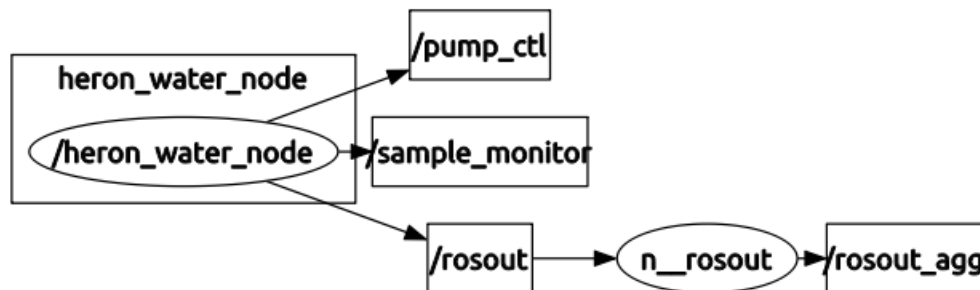 /pump_ctl
heron_water_node
/heron_water_node
/sample_monitor
/rosout
n__rosout
/rosout_agg